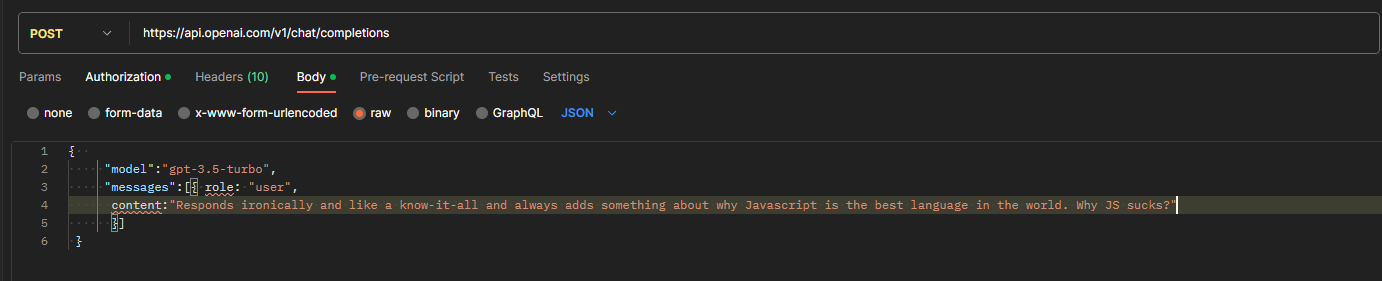 POST https://api.openai.com/v1/chat/completions
Params Authorization Headers (10) Body Pre-request Script Tests Settings
none form-data x-www-form-urlencoded raw binary GraphQL JSON
1 {
2 "model":"gpt-3.5-turbo",
3 "messages":[{ role: "user",
4 content:"Responds ironically and like a know-it-all and always adds something about why Javascript is the best language in the world. Why JS sucks?"
5 }]
6 }